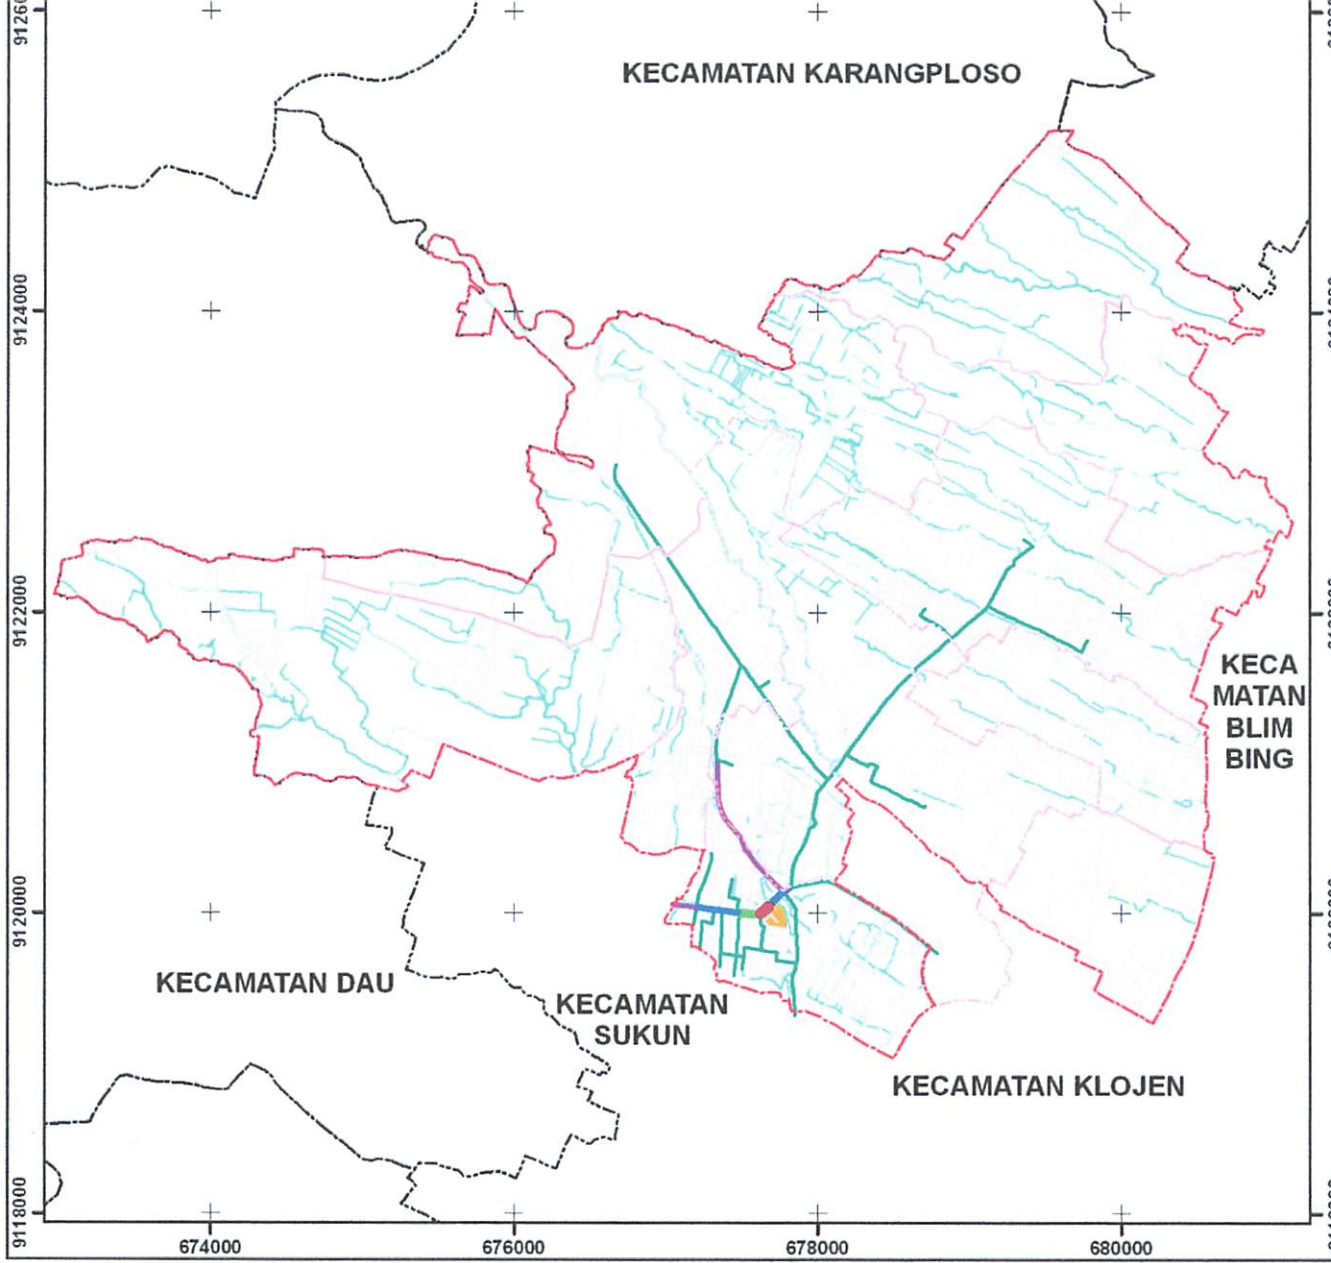 KECAMATAN KARANGPLOSO
9124000
9122000
KECA
MATAN
BLIM
BING
9120000
KECAMATAN DAU
KECAMATAN
SUKUN
KECAMATAN KLOJEN
9118000
674000
676000
678000
680000